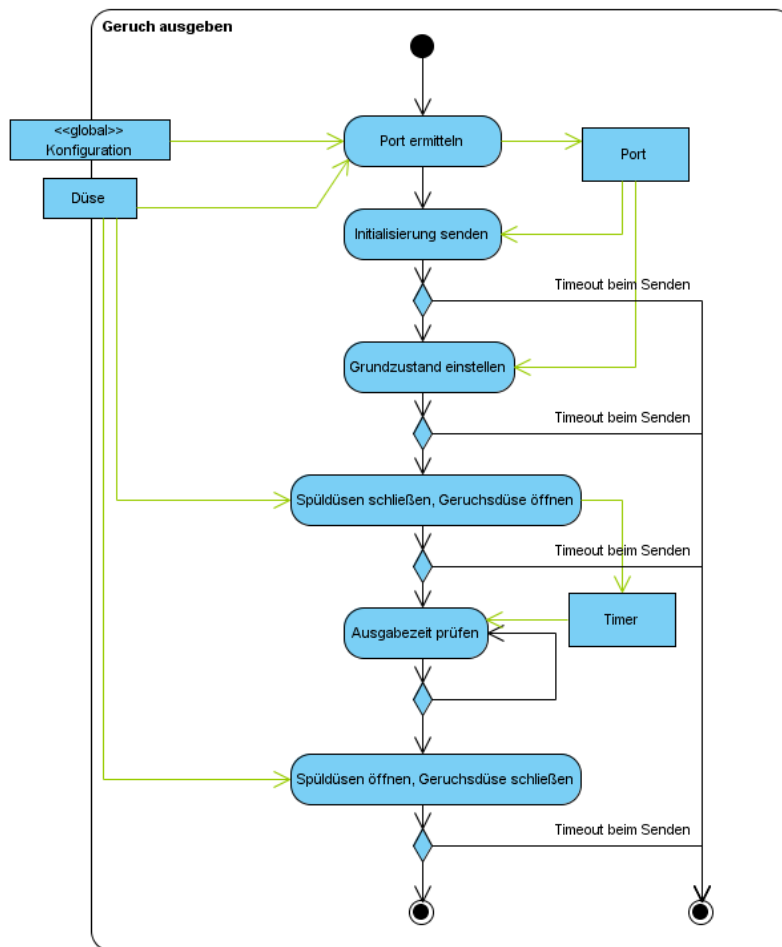 Geruch ausgeben
<<global>>
Konfiguration
Port ermitteln
Port
Düse
Initialisierung senden
Timeout beim Senden
Grundzustand einstellen
Timeout beim Senden
Spüldüsen schließen, Geruchsdüse öffnen
Timeout beim Senden
Ausgabezeit prüfen
Timer
Spüldüsen öffnen, Geruchsdüse schließen
Timeout beim Senden